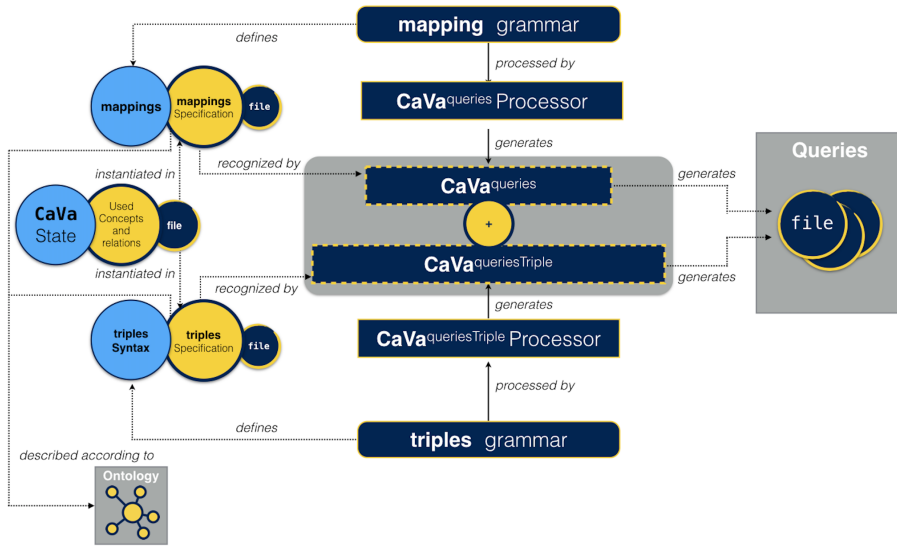 mapping grammar
defines
processed by
CaVaqueries Processor
mappings
mappings
Specification
file
generates
recognized by
instantiated in
CaVaqueries
generates
Queries
file
CaVa
State
Used
Concepts
and
relations
file
+
CaVaqueriesTriple
generates
instantiated in
recognized by
generates
triples
Syntax
triples
Specification
file
CaVaqueriesTriple Processor
processed by
defines
triples grammar
described according to
Ontology